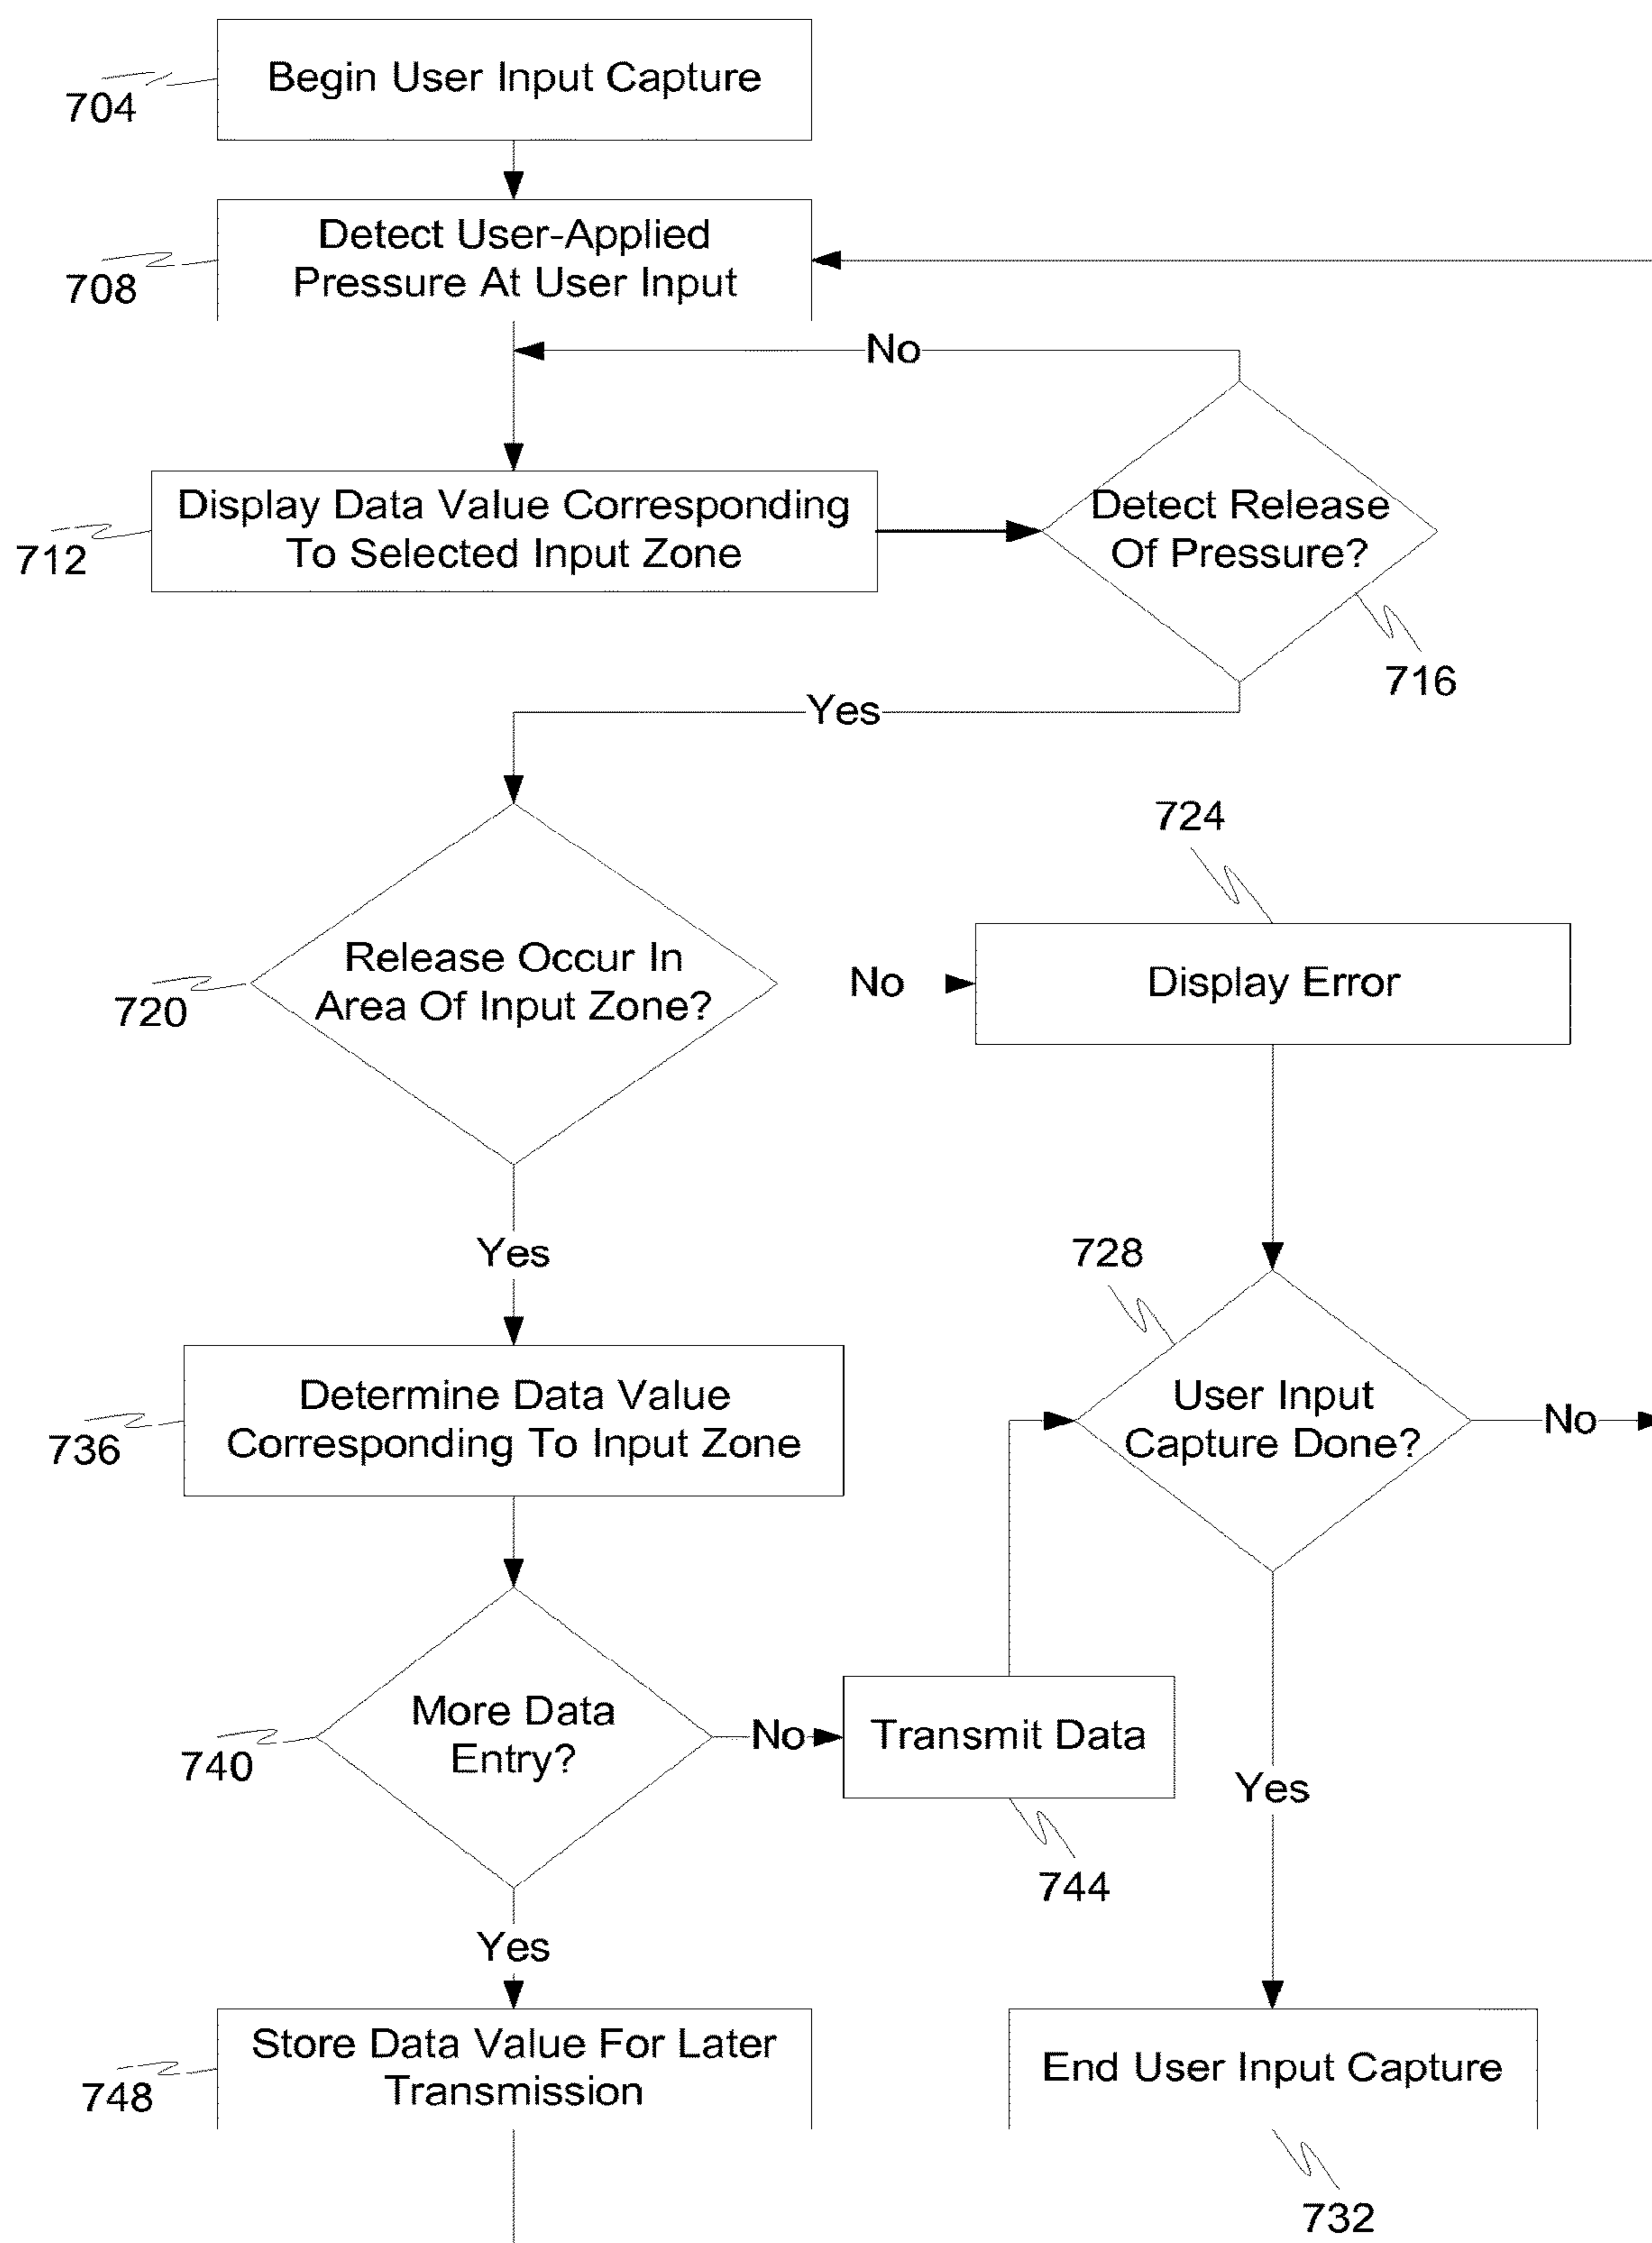 Begin User Input Capture
704
Detect User-Applied
Pressure At User Input
708
No
Display Data Value Corresponding
To Selected Input Zone
712
Detect Release
Of Pressure?
716
Yes
724
Release Occur In
Area Of Input Zone?
720
No
Display Error
Yes
728
Determine Data Value
Corresponding To Input Zone
736
User Input
Capture Done?
No
More Data
Entry?
740
No
Transmit Data
744
Yes
Yes
Store Data Value For Later
Transmission
748
End User Input Capture
732